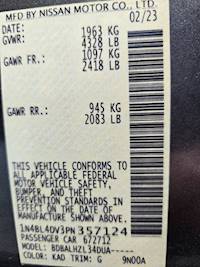 MFD BY NISSAN MOTOR CO., LTD.
DATE: 02/23
GVWR: 1963 KG
4328 LB
GAWR FR.: 1097 KG
2418 LB
GAWR RR.: 945 KG
2083 LB
THIS VEHICLE CONFORMS TO
ALL APPLICABLE FEDERAL
MOTOR VEHICLE SAFETY,
BUMPER, AND THEFT
PREVENTION STANDARDS IN
EFFECT ON THE DATE OF
MANUFACTURE SHOWN ABOVE.
1N4BL4DV3PN357124
PASSENGER CAR 672712
MODEL: BDBALHZL34DUA-----
COLOR: KAD TRIM: G 9N00A